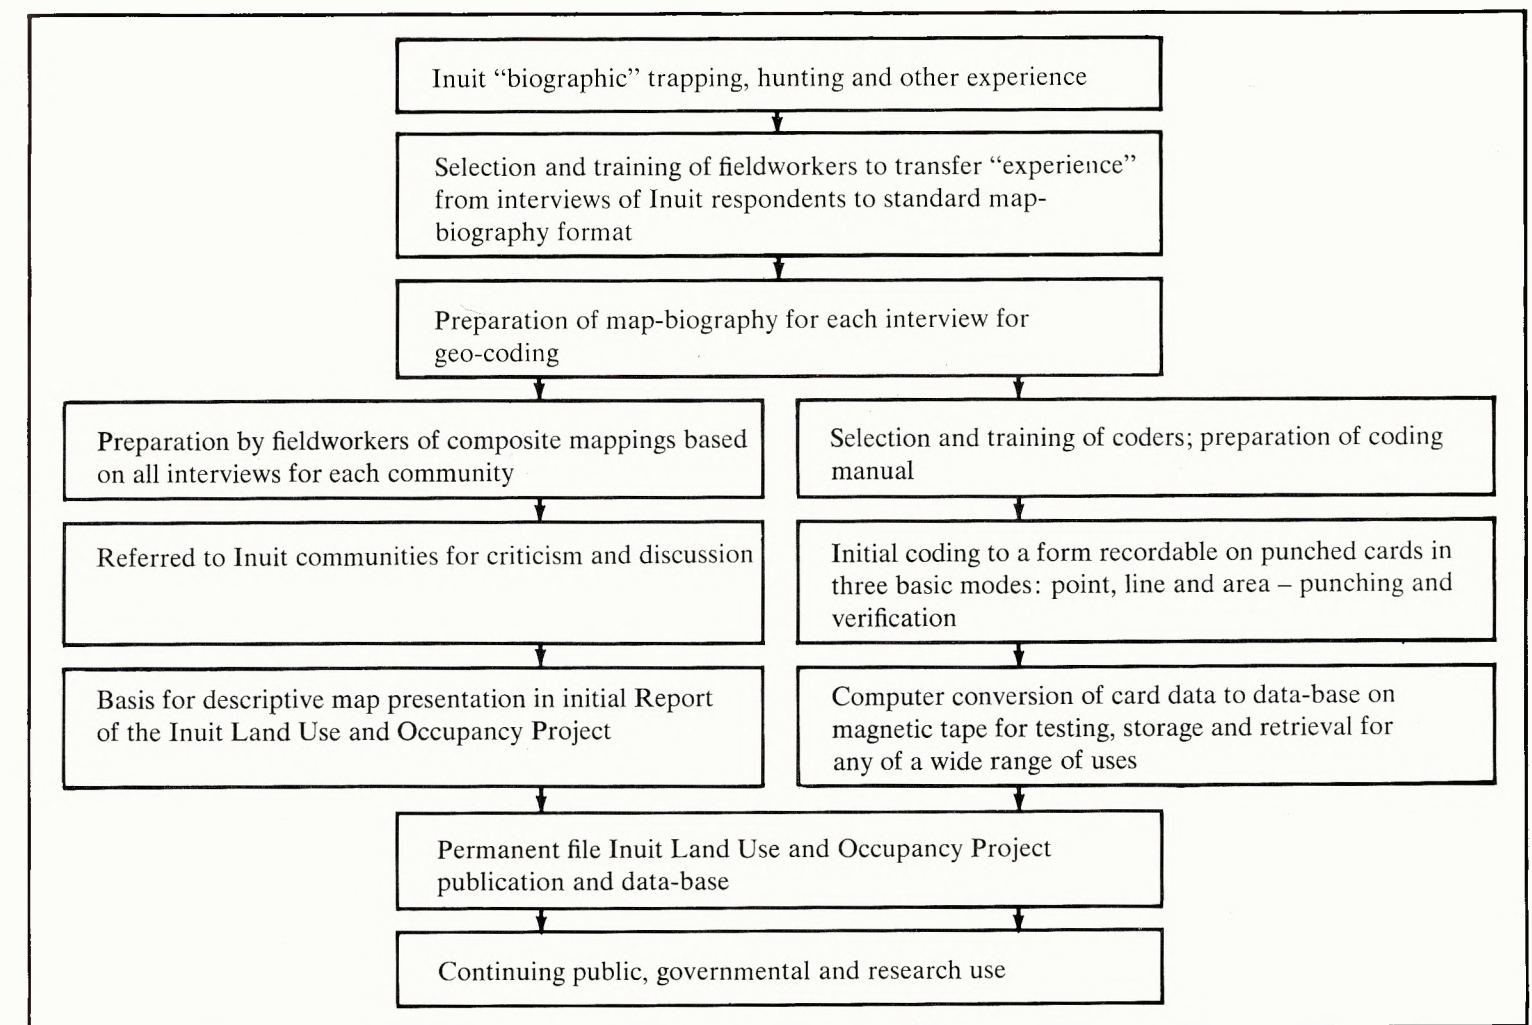 Inuit “biographic” trapping, hunting and other experience
Selection and training of fieldworkers to transfer “experience”
from interviews of Inuit respondents to standard map-
biography format
Preparation of map-biography for each interview for
geo-coding
Preparation by fieldworkers of composite mappings based
on all interviews for each community
Referred to Inuit communities for criticism and discussion
Basis for descriptive map presentation in initial Report
of the Inuit Land Use and Occupancy Project
Selection and training of coders; preparation of coding
manual
Initial coding to a form recordable on punched cards in
three basic modes: point, line and area – punching and
verification
Computer conversion of card data to data-base on
magnetic tape for testing, storage and retrieval for
any of a wide range of uses
Permanent file Inuit Land Use and Occupancy Project
publication and data-base
Continuing public, governmental and research use